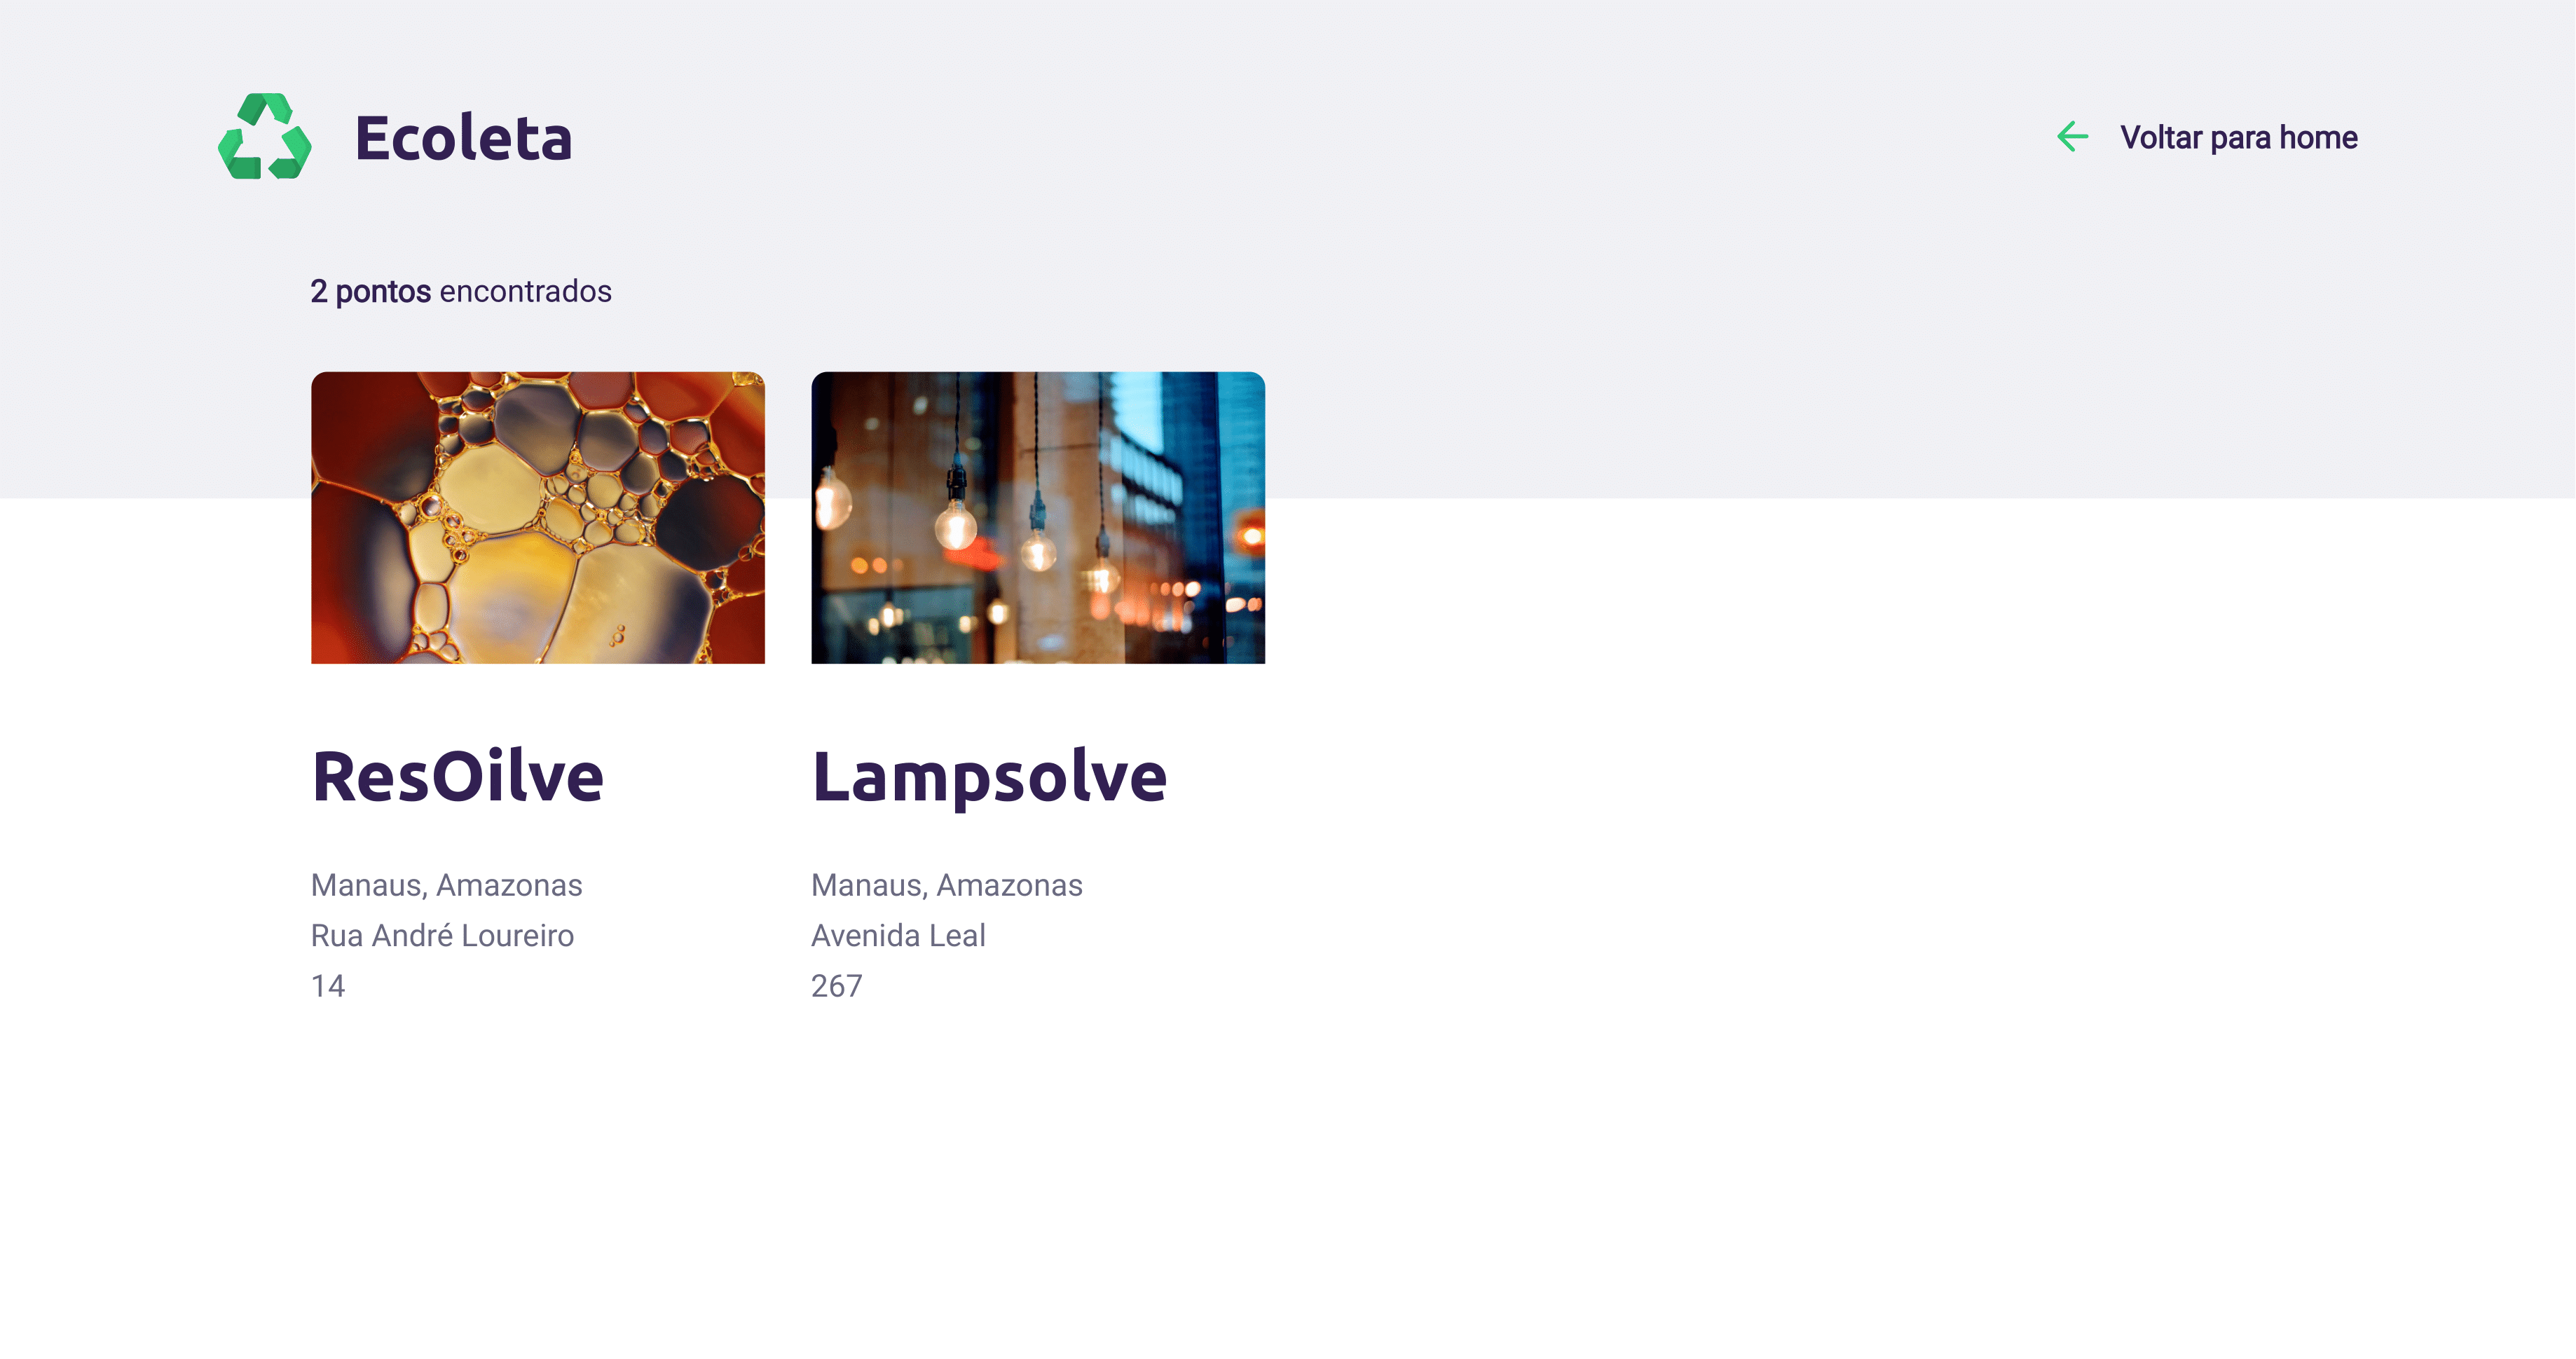 Ecoleta
Voltar para home
2 pontos encontrados
ResOilve
Manaus, Amazonas
Rua André Loureiro
14
Lampsolve
Manaus, Amazonas
Avenida Leal
267